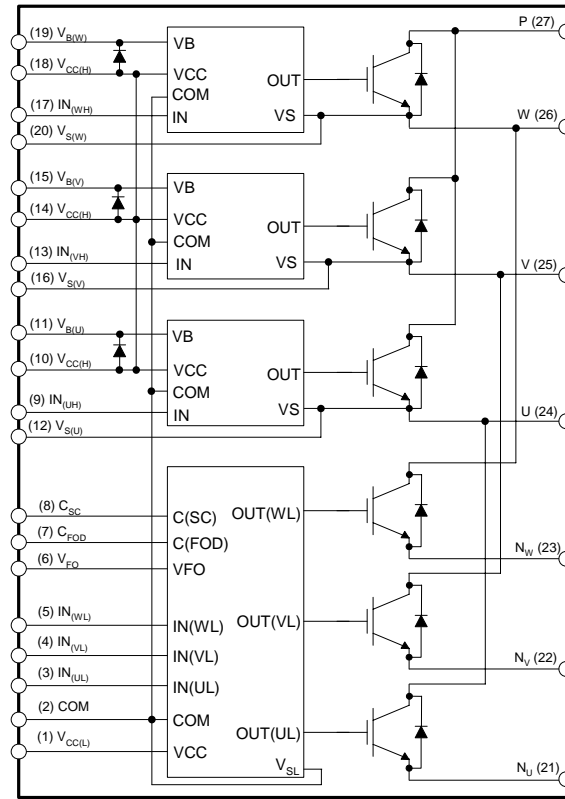 (19) VB(W)
VB
P (27)
(18) VCC(H)
VCC
OUT
COM
(17) IN(WH)
IN
VS
W (26)
(20) VS(W)
(15) VB(V)
VB
(14) VCC(H)
VCC
OUT
COM
(13) IN(VH)
IN
VS
V (25)
(16) VS(V)
(11) VB(U)
VB
(10) VCC(H)
VCC
OUT
COM
(9) IN(UH)
IN
VS
U (24)
(12) VS(U)
(8) CSC
C(SC)
OUT(WL)
(7) CFOD
C(FOD)
NW (23)
(6) VFO
VFO
(5) IN(WL)
IN(WL)
OUT(VL)
(4) IN(VL)
IN(VL)
NV (22)
(3) IN(UL)
IN(UL)
(2) COM
COM
OUT(UL)
(1) VCC(L)
VCC
VSL
NU (21)